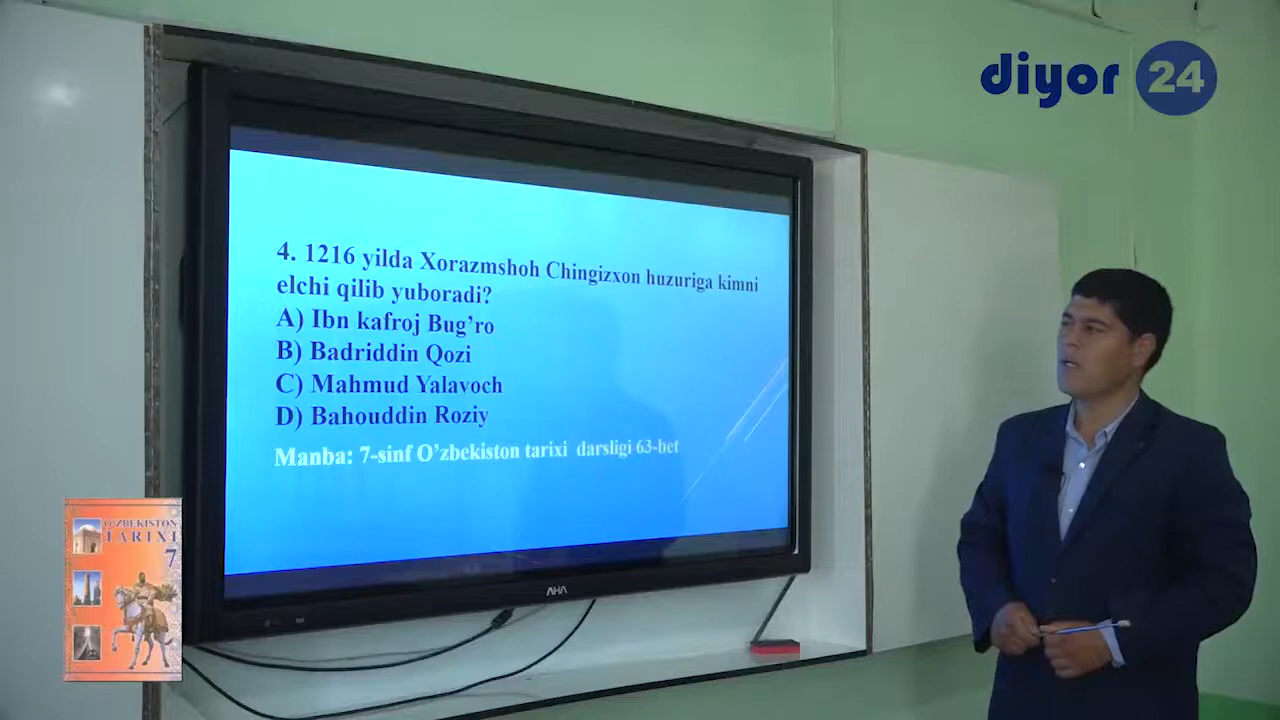 diyor 24
4. 1216 yilda Xorazmshoh Chingizxon huzuriga kimni
elchi qilib yuboradi?
A) Ibn kafroj Bug’ro
B) Badriddin Qozi
C) Mahmud Yalavoch
D) Bahouddin Roziy
Manba: 7-sinf O’zbekiston tarixi darsligi 63-bet
AHA
O'ZBEKISTON
TARIXI
7